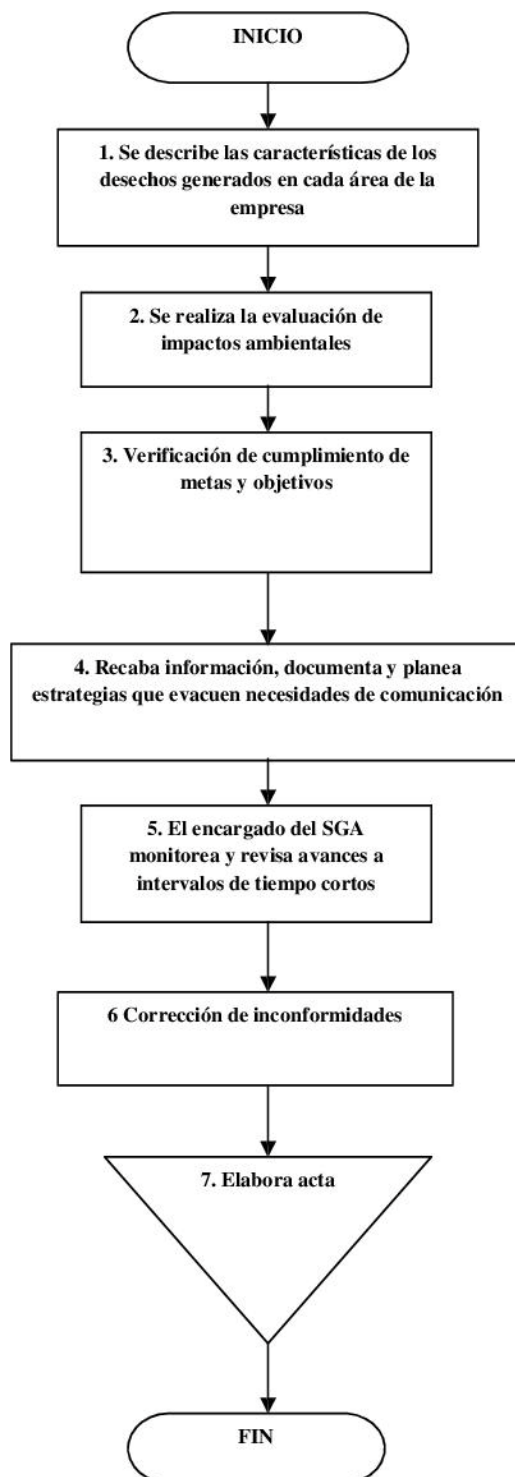 INICIO
1. Se describe las características de los
desechos generados en cada área de la
empresa
2. Se realiza la evaluación de
impactos ambientales
3. Verificación de cumplimiento de
metas y objetivos
4. Recaba información, documenta y planea
estrategias que evacuen necesidades de comunicación
5. El encargado del SGA
monitorea y revisa avances a
intervalos de tiempo cortos
6 Corrección de inconformidades
7. Elabora acta
FIN